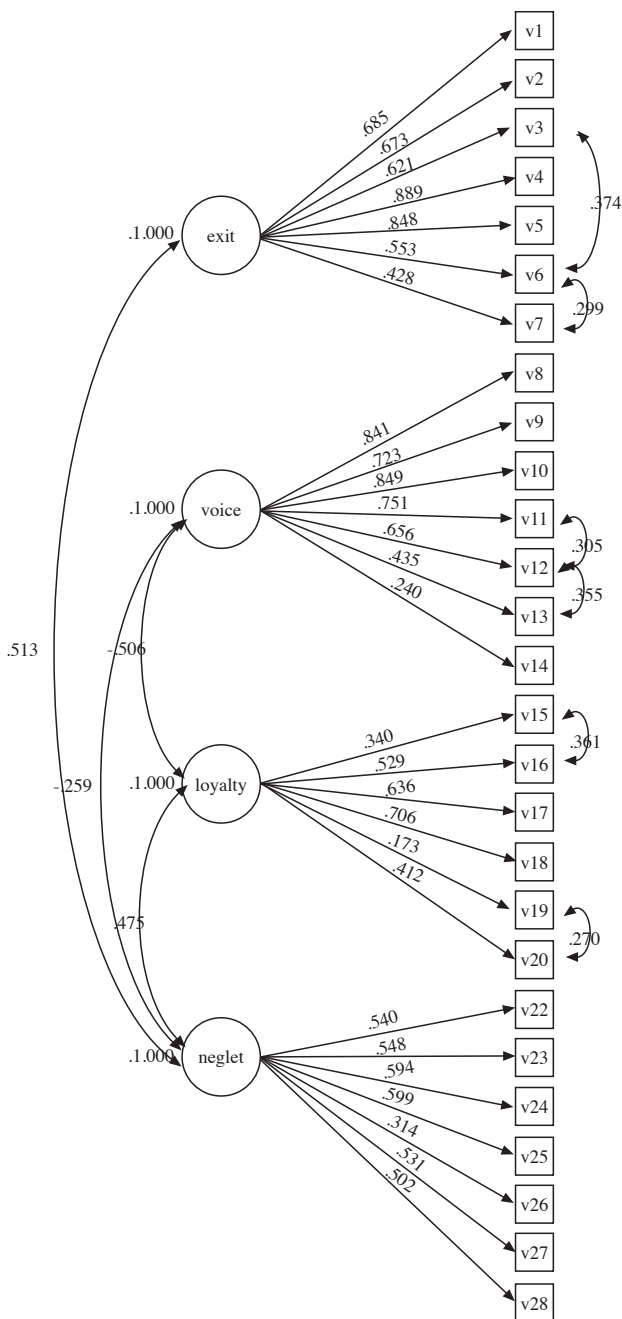 v1
v2
.685
v3
.673
.621
v4
.374
.889
.1.000
exit
.848
v5
.553
v6
.428
.299
v7
v8
.841
v9
.723
v10
.849
.1.000
voice
.751
v11
.656
.305
v12
.435
.355
.240
v13
.513
-.506
v14
v15
.340
.361
.529
v16
-.259
.1.000
loyalty
.636
v17
.706
v18
.173
.412
v19
.475
.270
v20
v22
.540
.548
v23
.1.000
neglet
.594
v24
.599
.314
v25
.531
.502
v26
v27
v28